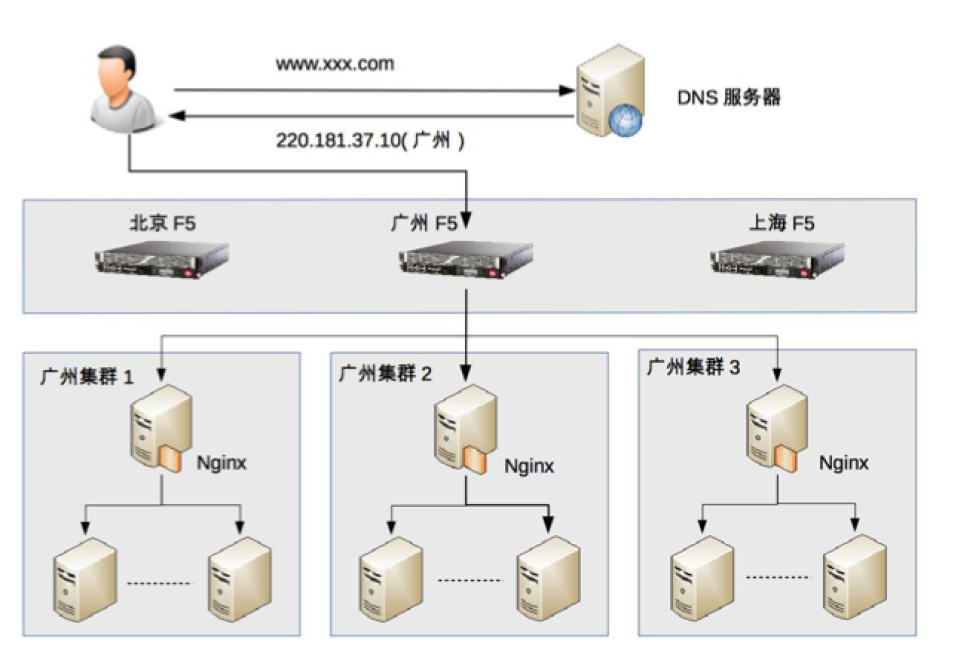 www.xxx.com
DNS 服务器
220.181.37.10( 广州 )
北京 F5
广州 F5
上海 F5
广州集群 1
广州集群 2
广州集群 3
Nginx
Nginx
Nginx